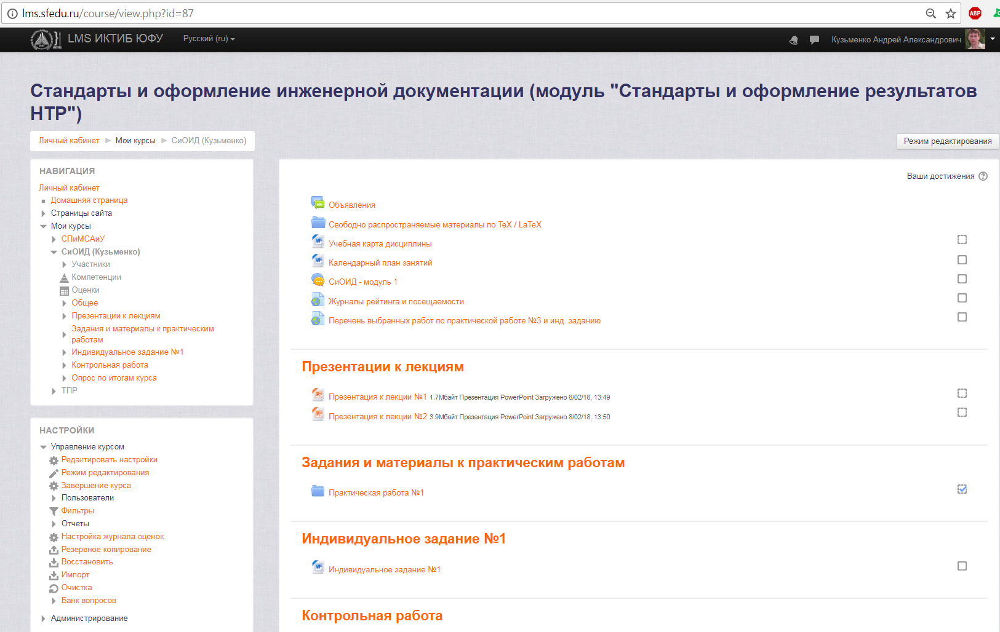 lms.sfedu.ru/course/view.php?id=87
ABP
LMS ИКТИБ ЮФУ
Русский (ru)
Кузьменко Андрей Александрович
Стандарты и оформление инженерной документации (модуль "Стандарты и оформление результатов
НТР")
Личный кабинет
Мои курсы
СиОИД (Кузьменко)
Режим редактирования
НАВИГАЦИЯ
Личный кабинет
Домашняя страница
Страницы сайта
Мои курсы
СПиМСАиУ
СиОИД (Кузьменко)
Участники
Компетенции
Оценки
Общее
Презентации к лекциям
Задания и материалы к практическим
работам
Индивидуальное задание №1
Контрольная работа
Опрос по итогам курса
ТПР
НАСТРОЙКИ
Управление курсом
Редактировать настройки
Режим редактирования
Завершение курса
Пользователи
Фильтры
Отчеты
Настройка журнала оценок
Резервное копирование
Восстановить
Импорт
Очистка
Банк вопросов
Администрирование
Ваши достижения
Объявления
Свободно распространяемые материалы по TeX / LaTeX
Учебная карта дисциплины
Календарный план занятий
СиОИД - модуль 1
Журналы рейтинга и посещаемости
Перечень выбранных работ по практической работе №3 и инд. заданию
Презентации к лекциям
Презентация к лекции №1 1.7Мбайт Презентация PowerPoint Загружено 8/02/18, 13:49
Презентация к лекции №2 3.9Мбайт Презентация PowerPoint Загружено 8/02/18, 13:50
Задания и материалы к практическим работам
Практическая работа №1
Индивидуальное задание №1
Индивидуальное задание №1
Контрольная работа